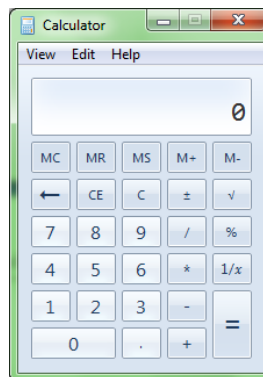 Calculator
View Edit Help
0
MC MR MS M+ M-
← CE C ± √
7 8 9 / %
4 5 6 * 1/x
1 2 3 - =
0 . +